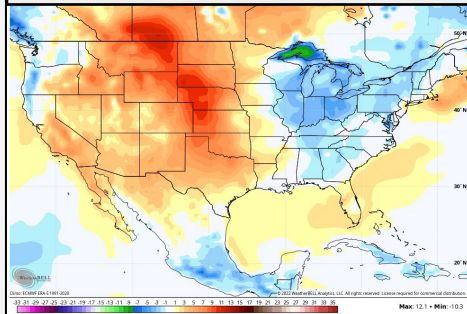 50°N
40°N
30°N
20°N
WeatherBELL
Clima: ECMWF ERA-5 1991-2020
© 2023 WeatherBELL Analytics, LLC. All rights reserved. License required for commercial distribution.
-33 -31 -29 -27 -25 -23 -21 -19 -17 -15 -13 -11 -9 -7 -5 -3 -1 1 3 5 7 9 11 13 15 17 19 21 23 25 27 29 31 33 35
Max: 12.1 • Min: -10.3